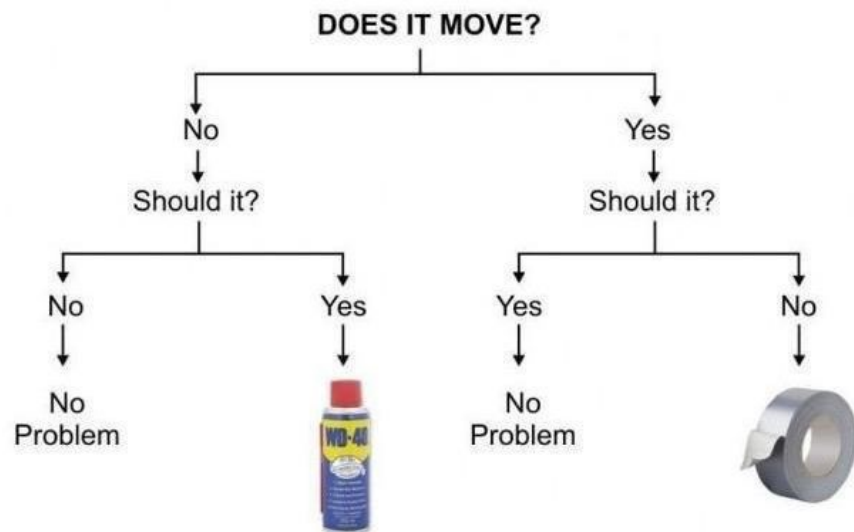 DOES IT MOVE?
No
Yes
Should it?
Should it?
No
Yes
Yes
No
No
Problem
WD-40
No
Problem